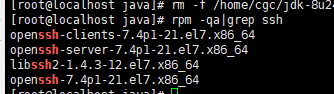 [root@localhost java]# rm -f /home/cgc/jdk-8u24
[root@localhost java]# rpm -qa|grep ssh
openssh-clients-7.4p1-21.el7.x86_64
openssh-server-7.4p1-21.el7.x86_64
libssh2-1.4.3-12.el7.x86_64
openssh-7.4p1-21.el7.x86_64
[root@localhost java]#